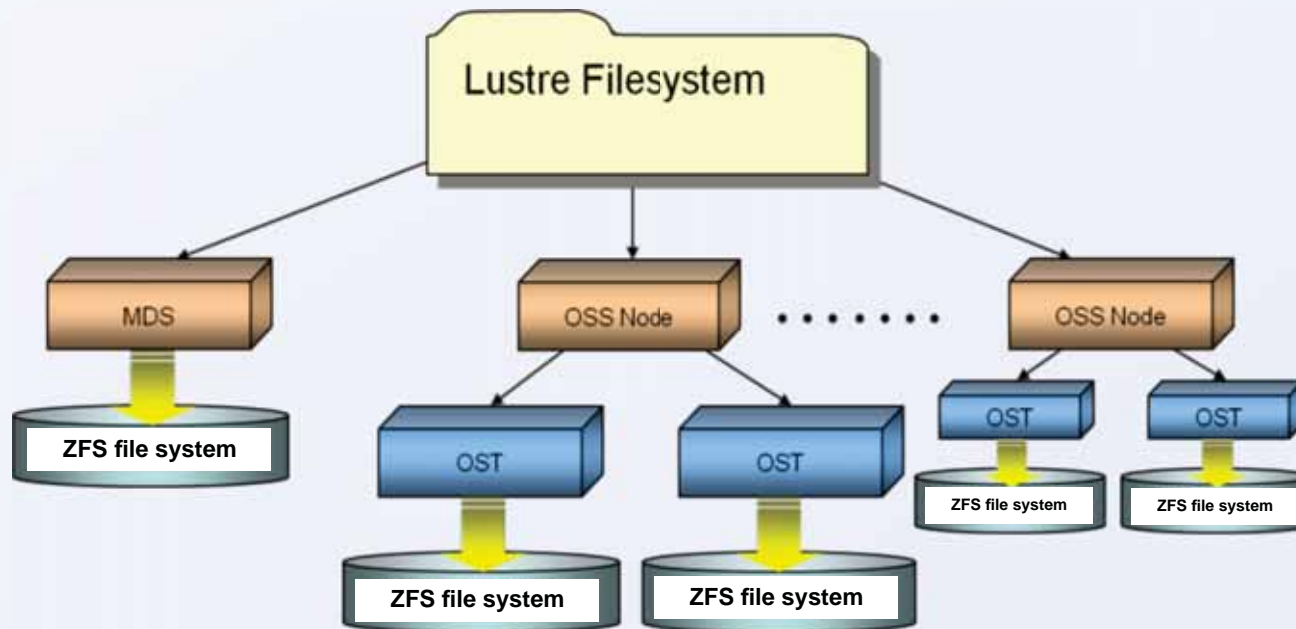 Lustre Filesystem
MDS
OSS Node
OSS Node
ZFS file system
OST
OST
OST
OST
ZFS file system
ZFS file system
ZFS file system
ZFS file system